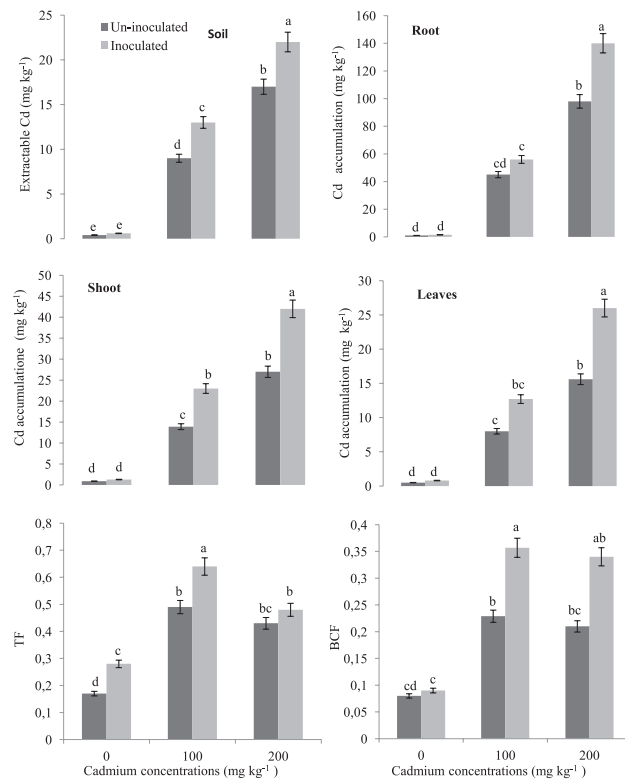 Un-inoculated
Inoculated
Soil
Extractable Cd (mg kg-1)
25
20
15
10
5
0
e
e
d
c
b
a
Root
Cd accumulation (mg kg-1)
160
140
120
100
80
60
40
20
0
d
d
cd
c
b
a
Shoot
Cd accumulatione (mg kg-1)
50
45
40
35
30
25
20
15
10
5
0
d
d
c
b
b
a
Leaves
Cd accumulation (mg kg-1)
30
25
20
15
10
5
0
d
d
c
bc
b
a
TF
0,8
0,7
0,6
0,5
0,4
0,3
0,2
0,1
0
d
c
b
a
bc
b
0
100
200
Cadmium concentrations (mg kg-1)
BCF
0,4
0,35
0,3
0,25
0,2
0,15
0,1
0,05
0
cd
c
b
a
bc
ab
0
100
200
Cadmium concentrations (mg kg-1)